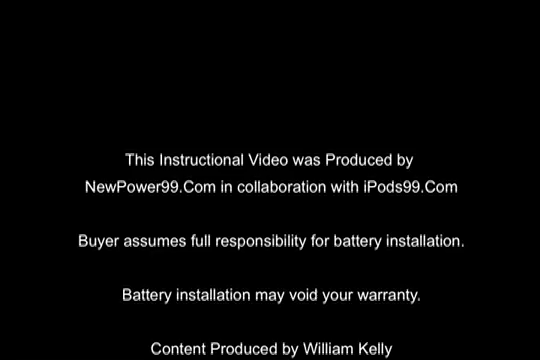 This Instructional Video was Produced by
NewPower99.Com in collaboration with iPods99.Com
Buyer assumes full responsibility for battery installation.
Battery installation may void your warranty.
Content Produced by William Kelly